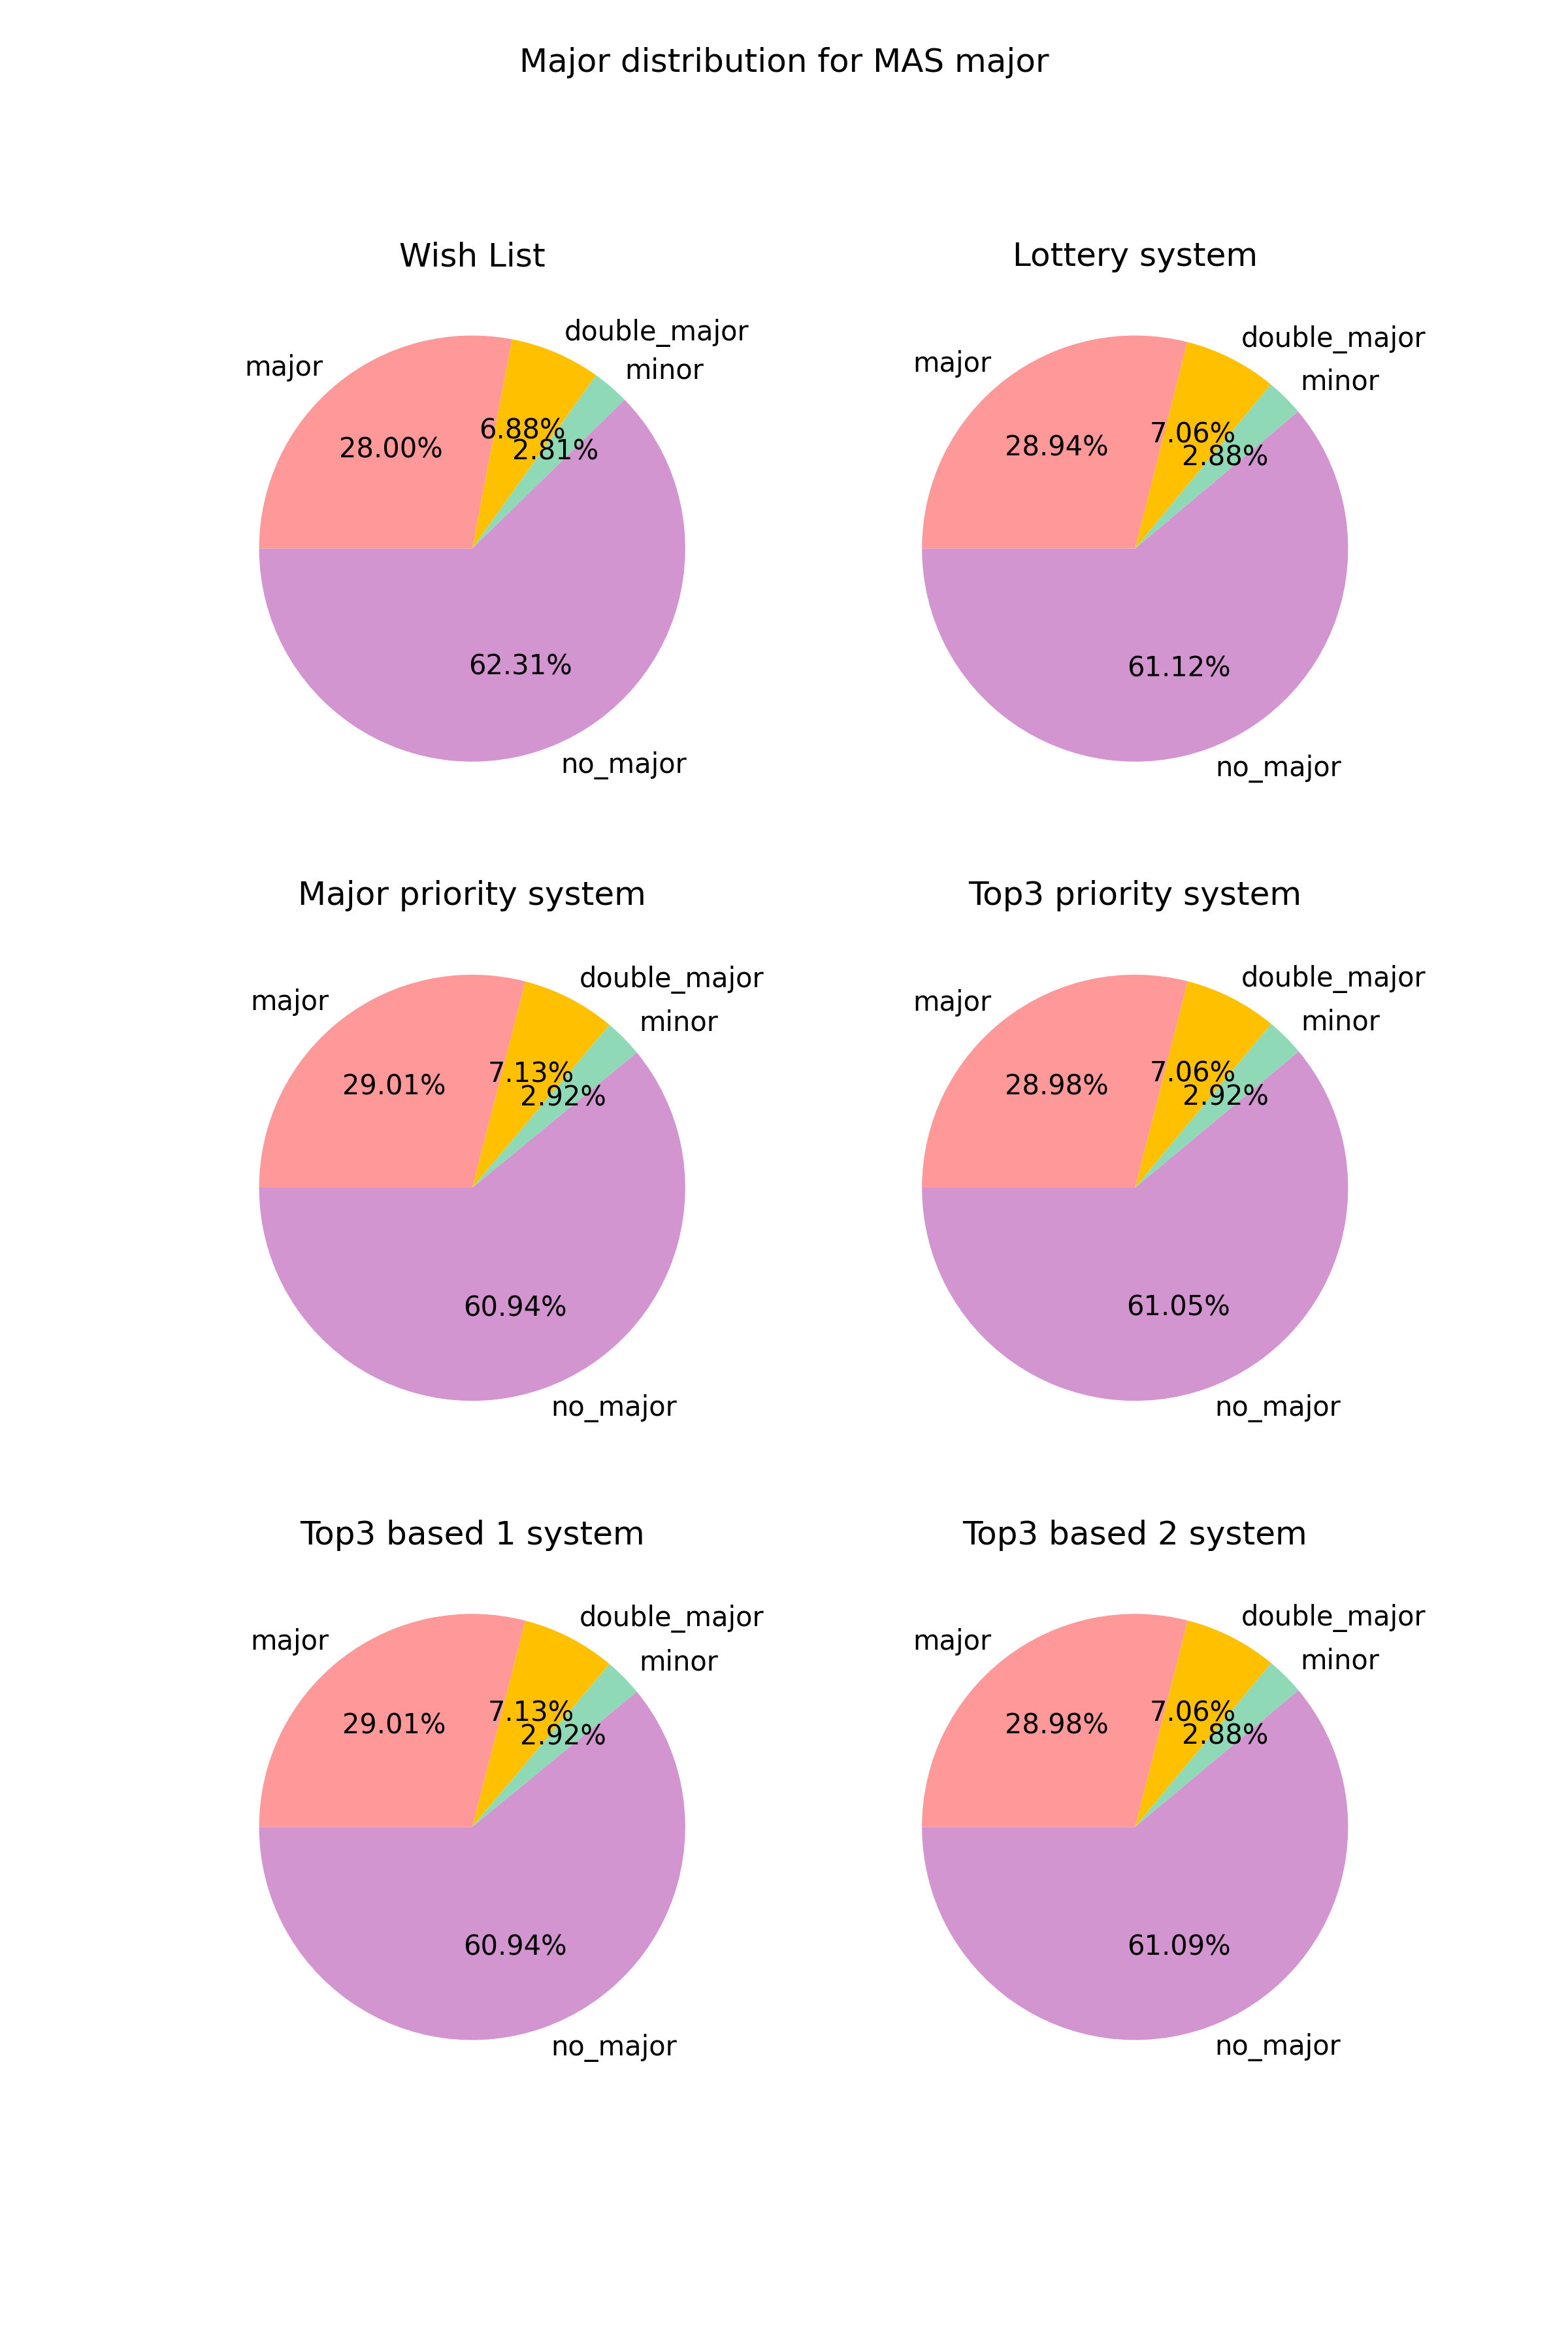 Major distribution for MAS major
Wish List
major
double_major
minor
28.00%
6.88%
2.81%
62.31%
no_major
Lottery system
major
double_major
minor
28.94%
7.06%
2.88%
61.12%
no_major
Major priority system
major
double_major
minor
29.01%
7.13%
2.92%
60.94%
no_major
Top3 priority system
major
double_major
minor
28.98%
7.06%
2.92%
61.05%
no_major
Top3 based 1 system
major
double_major
minor
29.01%
7.13%
2.92%
60.94%
no_major
Top3 based 2 system
major
double_major
minor
28.98%
7.06%
2.88%
61.09%
no_major